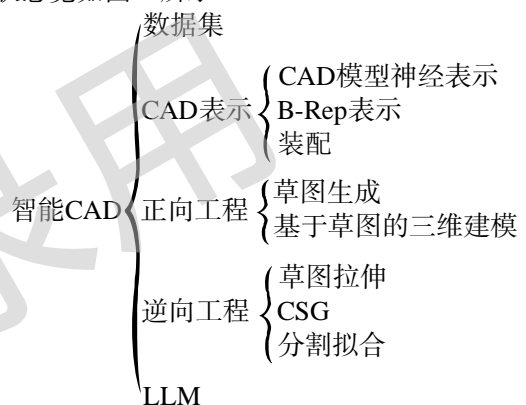 数据集
CAD模型神经表示
CAD表示
B-Rep表示
装配
智能CAD
正向工程
草图生成
基于草图的三维建模
逆向工程
草图拉伸
CSG
分割拟合
LLM